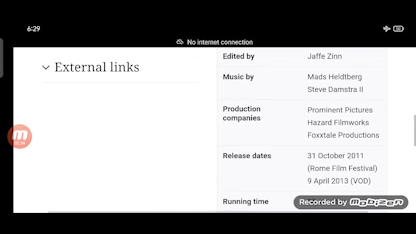 6:29
No internet connection
External links
Edited by
Jaffe Zinn
Music by
Mads Heldtberg
Steve Damstra II
Production
companies
Prominent Pictures
Hazard Filmworks
Foxxtale Productions
Release dates
31 October 2011
(Rome Film Festival)
9 April 2013 (VOD)
Running time
Recorded by Mobizen